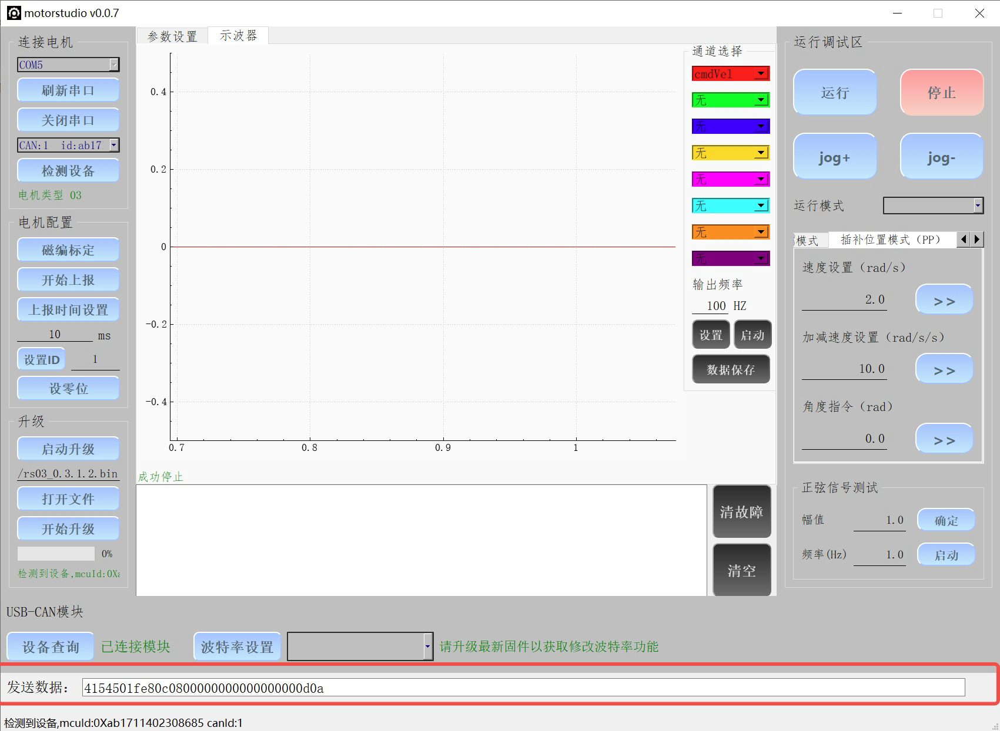 motorstudio v0.0.7
连接电机
COM5
刷新串口
关闭串口
CAN:1 id:ab17
检测设备
电机类型 03
电机配置
磁编标定
开始上报
上报时间设置
10 ms
设置ID 1
设零位
升级
启动升级
/rs03_0.3.1.2.bin
打开文件
开始升级
0%
检测到设备,mcuId:0Xa
参数设置 示波器
0.4
0.2
0
-0.2
-0.4
0.7 0.8 0.9 1
通道选择
cmdVel
无
无
无
无
无
无
无
输出频率
100 HZ
设置 启动
数据保存
成功停止
清故障
清空
运行调试区
运行 停止
jog+ jog-
运行模式
模式 插补位置模式（PP）
速度设置（rad/s）
2.0 >>
加减速度设置（rad/s/s）
10.0 >>
角度指令（rad）
0.0 >>
正弦信号测试
幅值 1.0 确定
频率(Hz) 1.0 启动
USB-CAN模块
设备查询 已连接模块 波特率设置 请升级最新固件以获取修改波特率功能
发送数据： 4154501fe80c0800000000000000000d0a
检测到设备,mcuId:0Xab1711402308685 canId:1